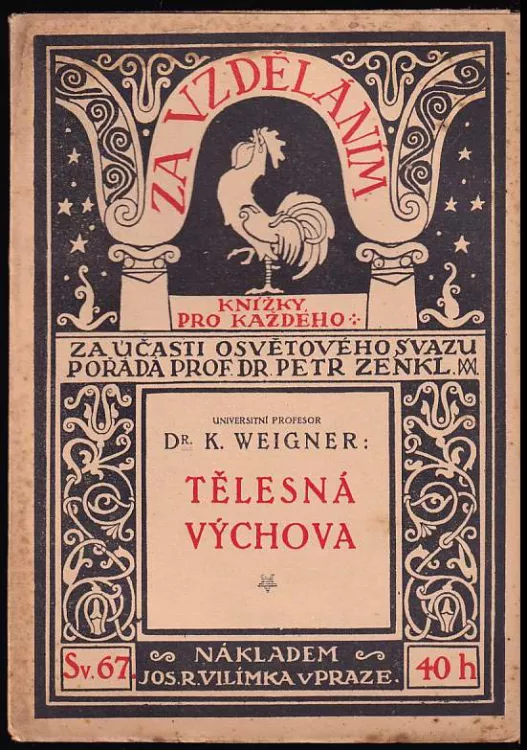 ZA VZDĚLÁNÍM
KNÍŽKY
PRO KAŽDÉHO
ZA ÚČASTI OSVĚTOVÉHO SVAZU
POŘÁDÁ PROF. DR. PETR ZENKL.
UNIVERSITNÍ PROFESOR
DR. K. WEIGNER:
TĚLESNÁ
VÝCHOVA
Sv. 67.
NÁKLADEM
JOS. R. VILÍMKA V PRAZE.
40 h